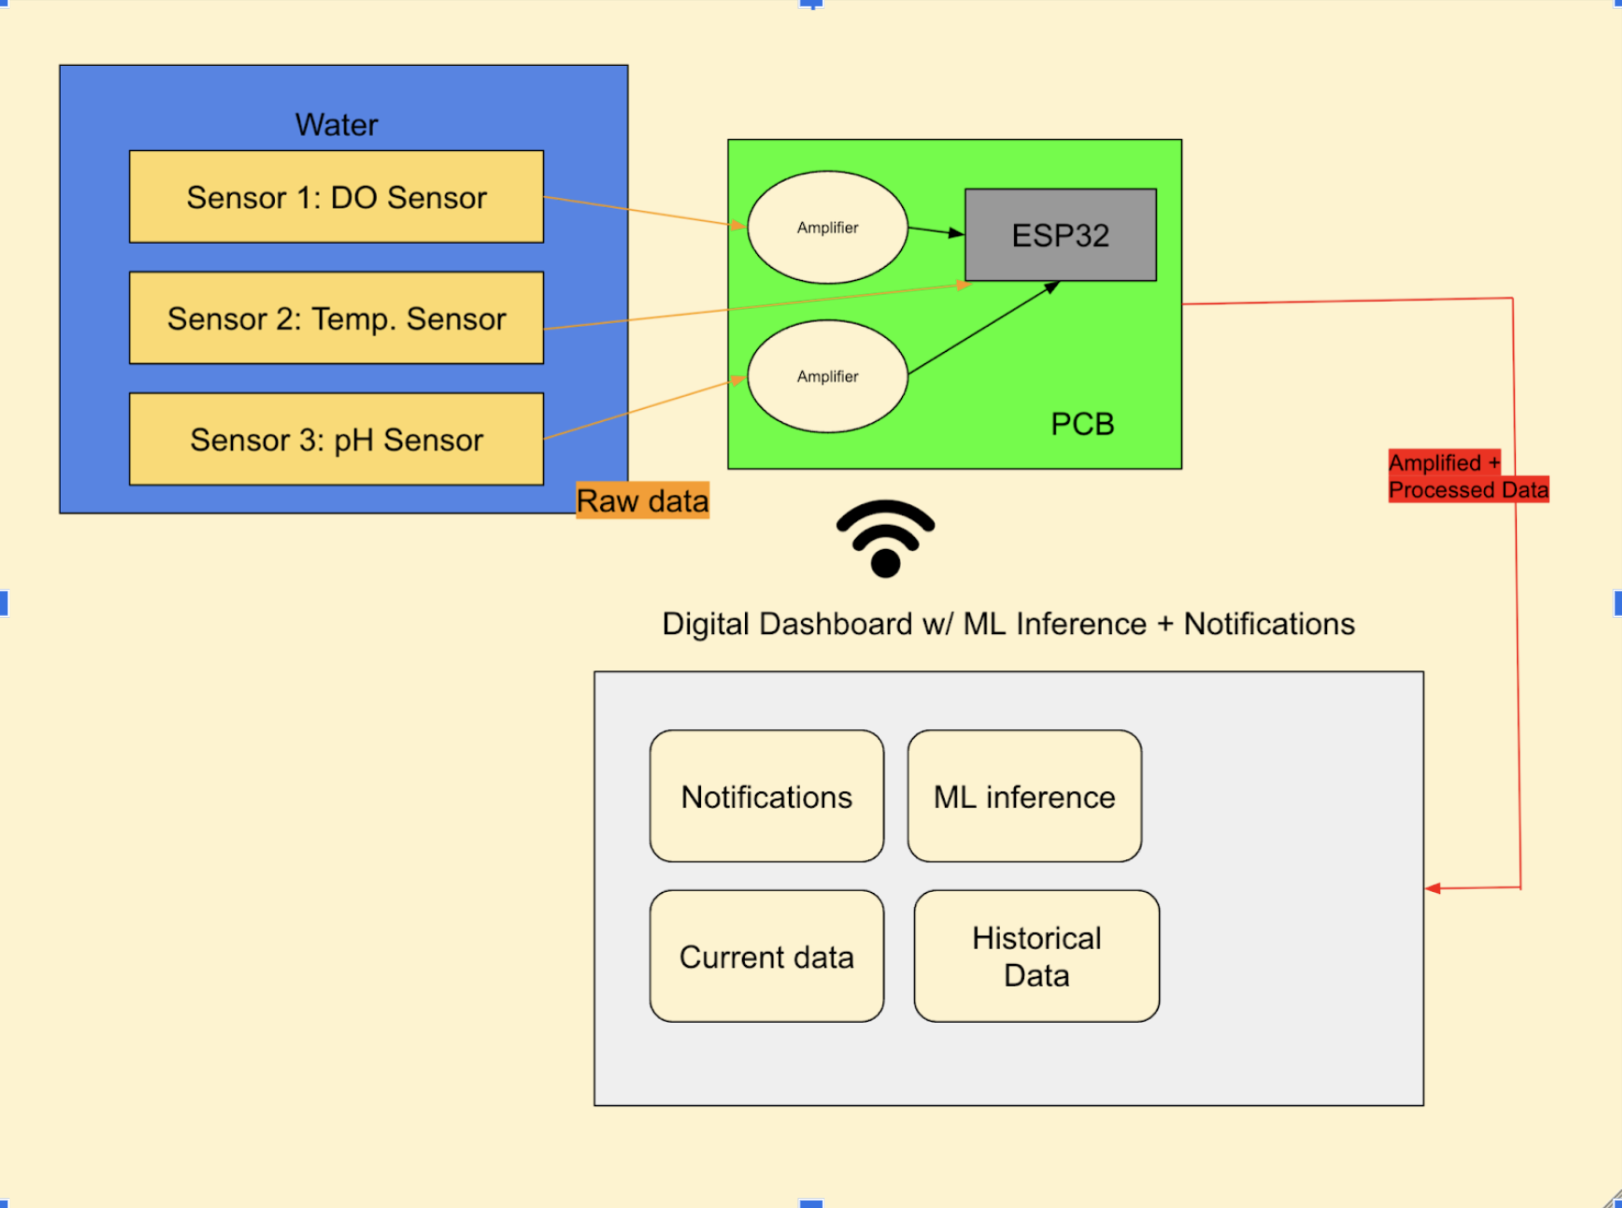 Water
Sensor 1: DO Sensor
Sensor 2: Temp. Sensor
Sensor 3: pH Sensor
Raw data
Amplifier
ESP32
Amplifier
PCB
Amplified +
Processed Data
Digital Dashboard w/ ML Inference + Notifications
Notifications
ML inference
Current data
Historical
Data